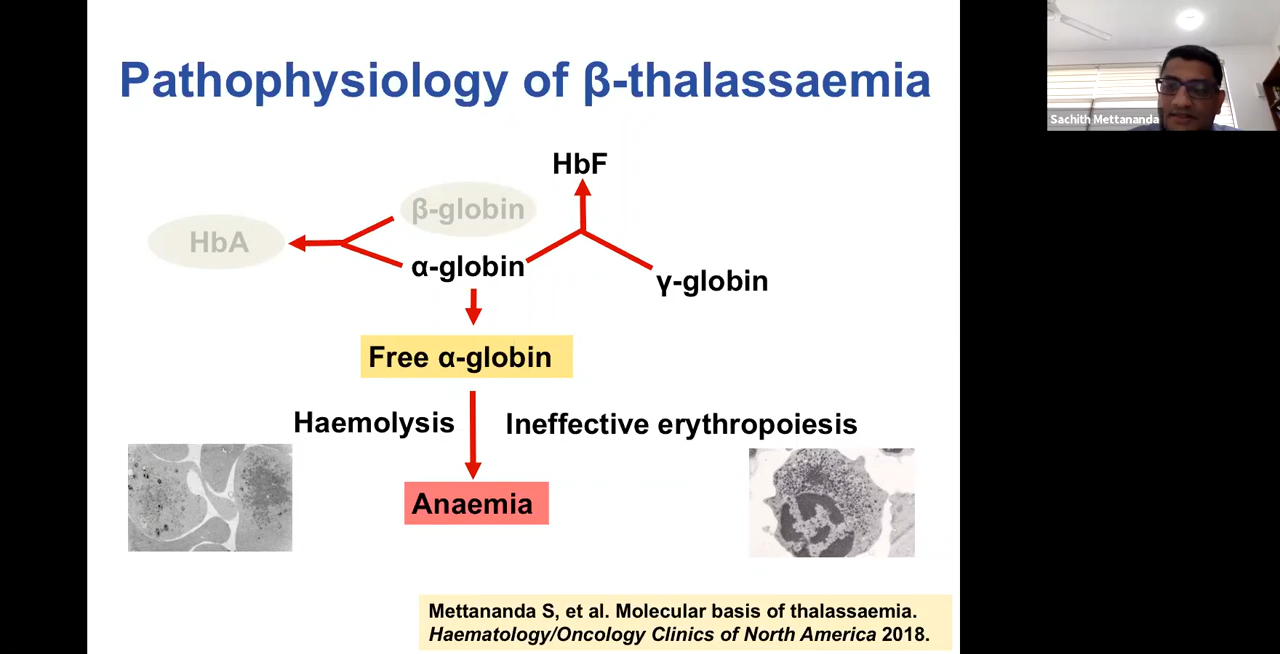 Pathophysiology of β-thalassaemia
Sachith Mettananda
HbF
β-globin
HbA
α-globin
γ-globin
Free α-globin
Haemolysis
Ineffective erythropoiesis
Anaemia
Mettananda S, et al. Molecular basis of thalassaemia.
Haematology/Oncology Clinics of North America 2018.